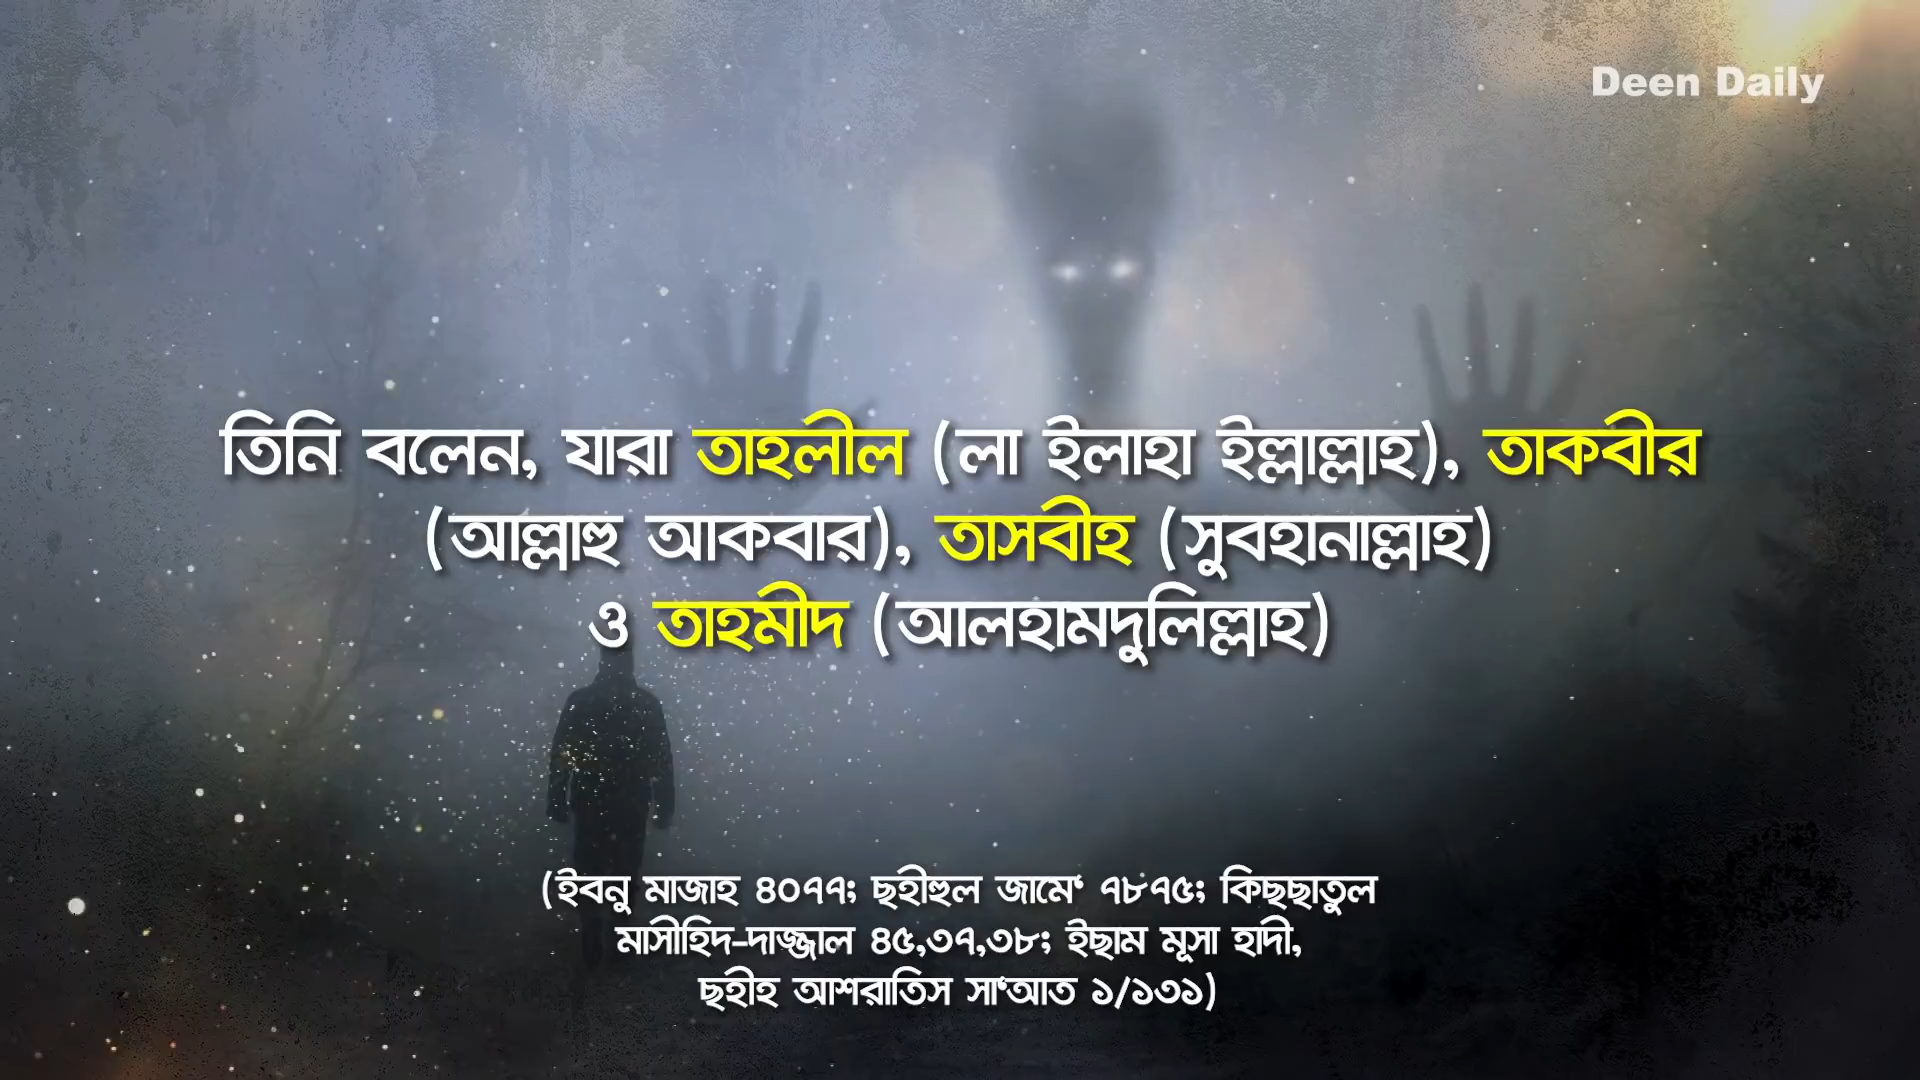 Deen Daily
তিনি বলেন, যারা তাহলীল (লা ইলাহা ইল্লাল্লাহ), তাকবীর
(আল্লাহু আকবার), তাসবীহ (সুবহানাল্লাহ)
ও তাহমীদ (আলহামদুলিল্লাহ)
(ইবনু মাজাহ ৪০৭৭; ছহীহুল জামে‘ ৭৮৭৫; কিছছাতুল
মাসীহিদ-দাজ্জাল ৪৫,৩৭,৩৮; ইছাম মূসা হাদী,
ছহীহ আশরাতিস সা‘আত ১/১৩১)